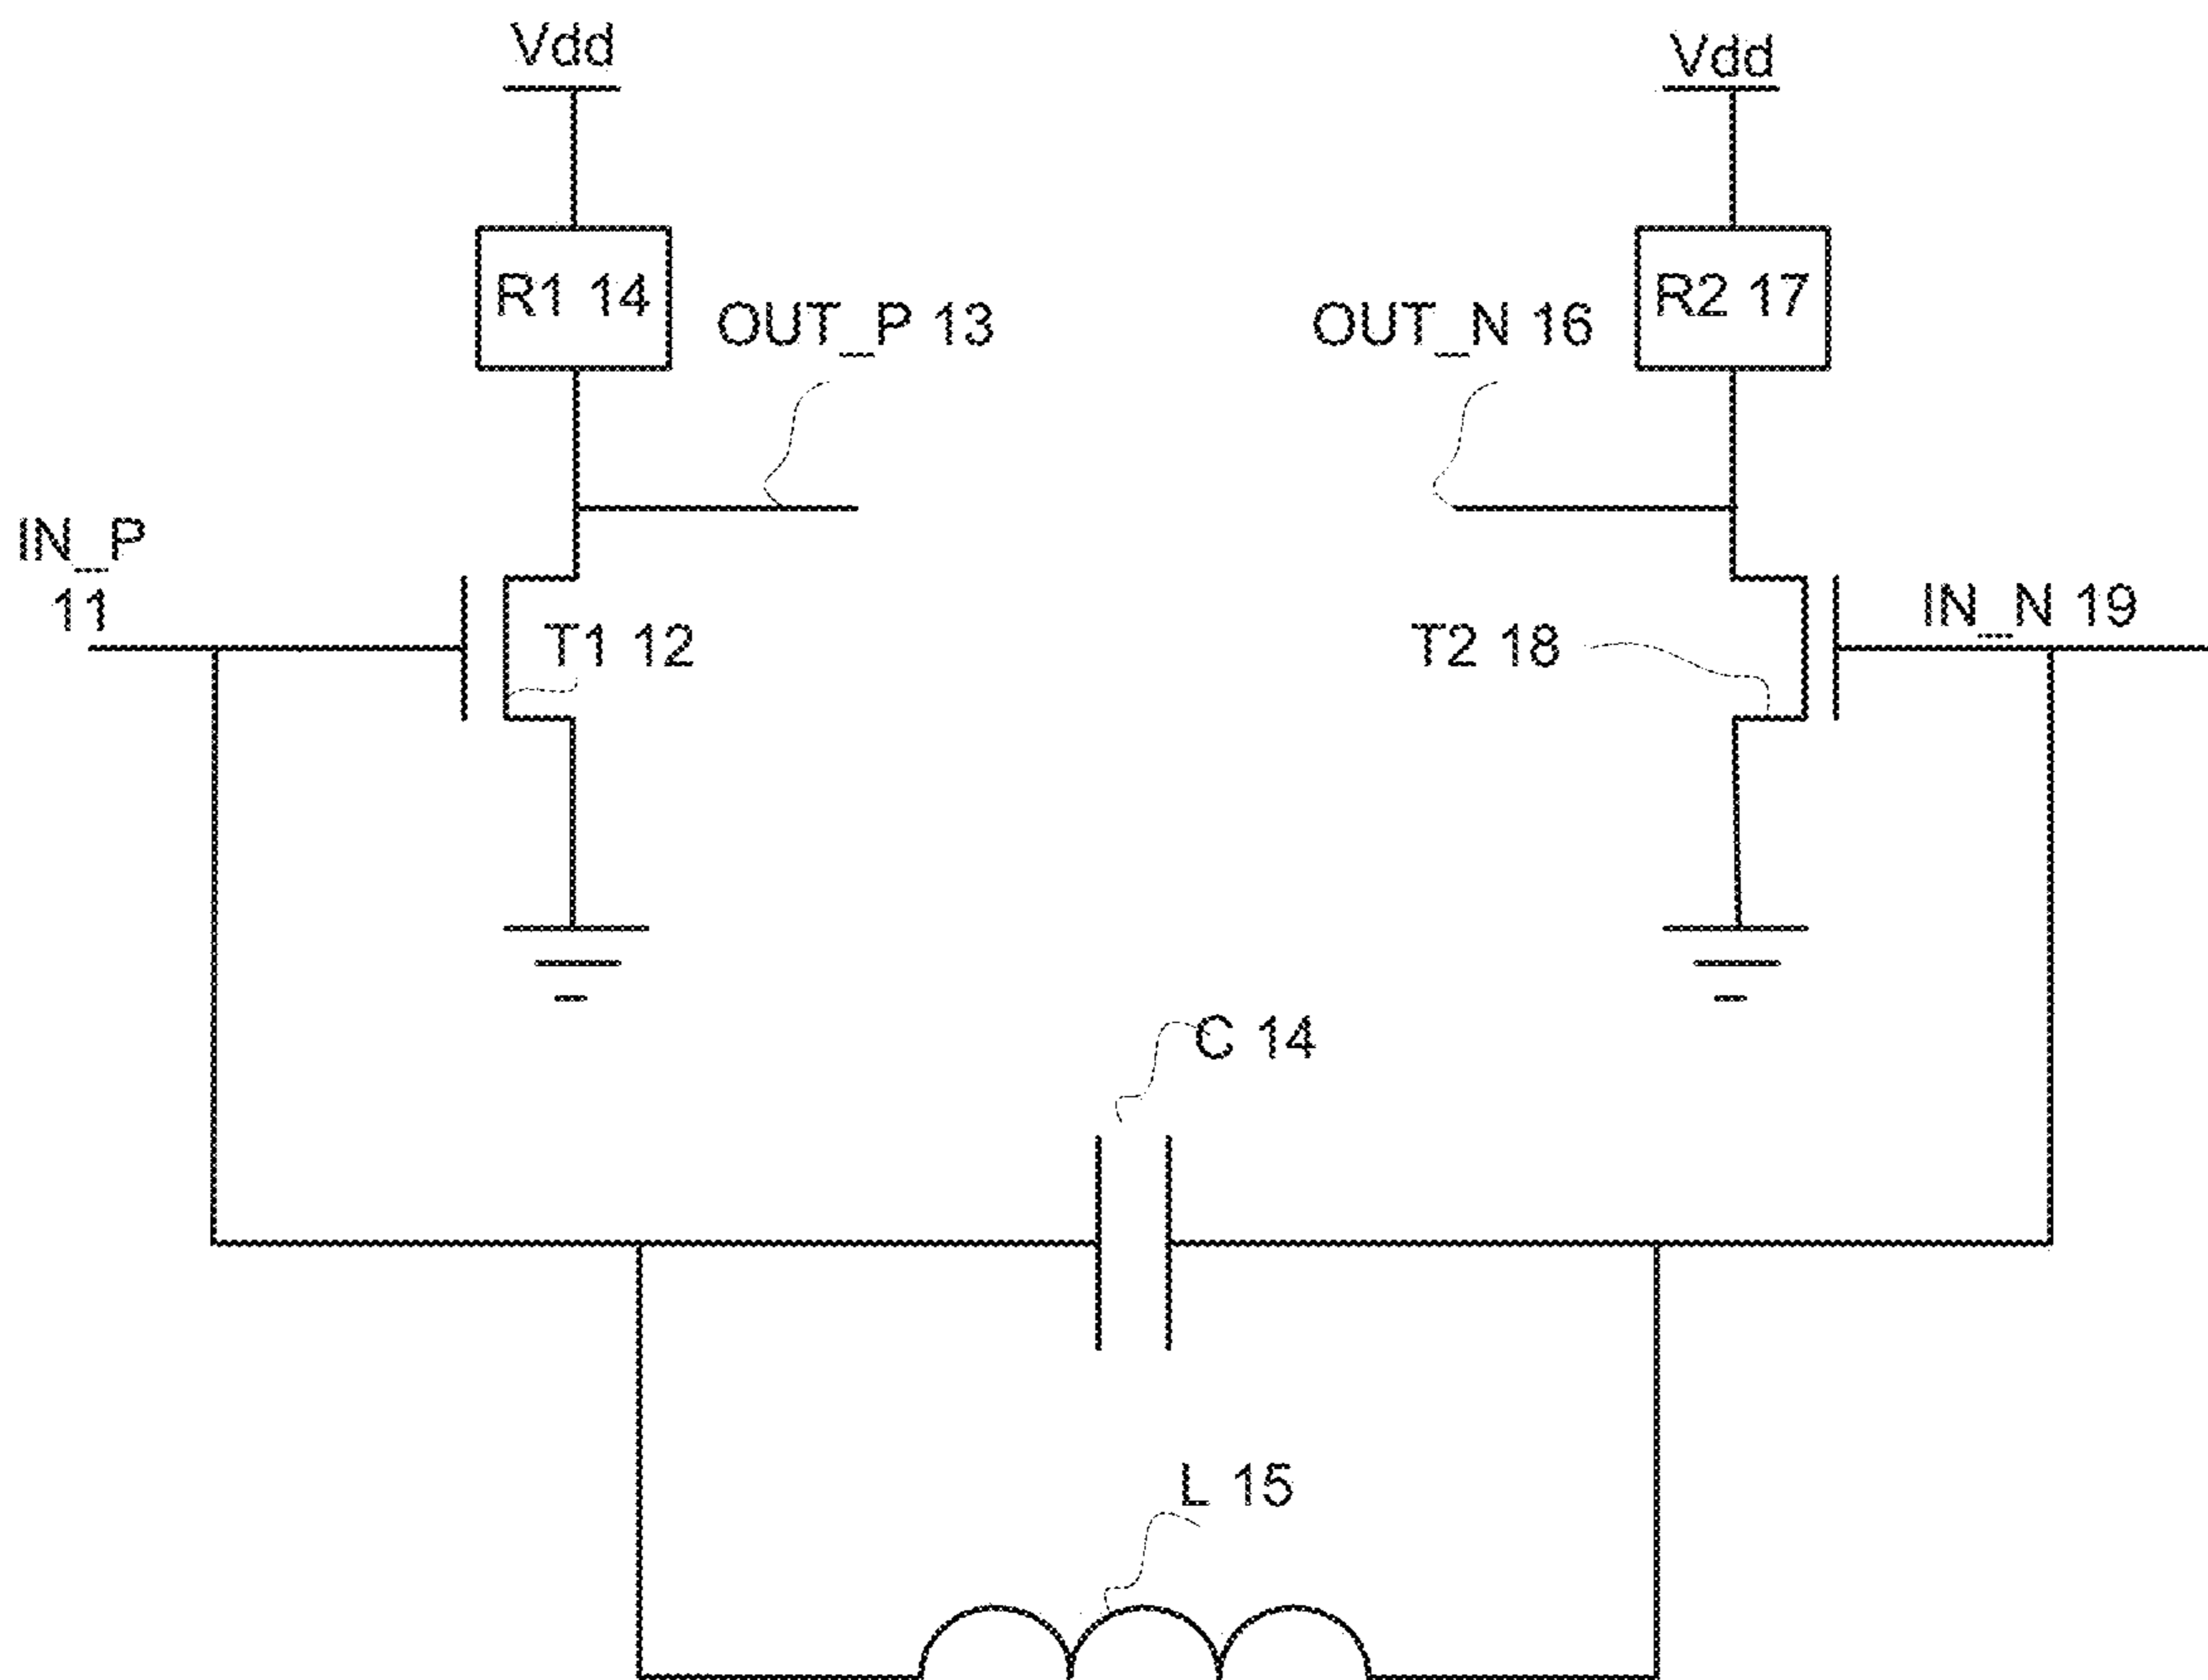 Vdd
Vdd
R1 14
R2 17
OUT_P 13
OUT_N 16
IN_P
11
T1 12
T2 18
IN_N 19
C 14
L 15